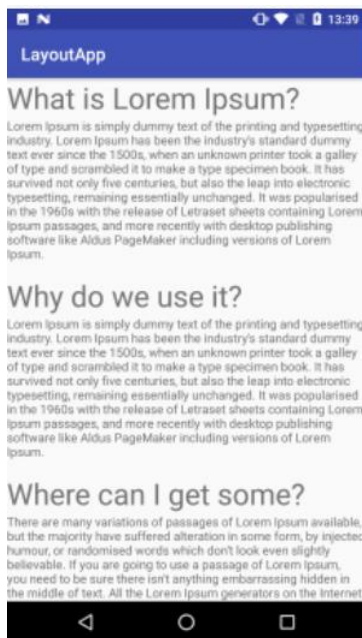 13:39
LayoutApp
What is Lorem Ipsum?
Lorem Ipsum is simply dummy text of the printing and typesetting
industry. Lorem Ipsum has been the industry's standard dummy
text ever since the 1500s, when an unknown printer took a galley
of type and scrambled it to make a type specimen book. It has
survived not only five centuries, but also the leap into electronic
typesetting, remaining essentially unchanged. It was popularised
in the 1960s with the release of Letraset sheets containing Lorem
Ipsum passages, and more recently with desktop publishing
software like Aldus PageMaker including versions of Lorem
Ipsum.
Why do we use it?
Lorem Ipsum is simply dummy text of the printing and typesetting
industry. Lorem Ipsum has been the industry's standard dummy
text ever since the 1500s, when an unknown printer took a galley
of type and scrambled it to make a type specimen book. It has
survived not only five centuries, but also the leap into electronic
typesetting, remaining essentially unchanged. It was popularised
in the 1960s with the release of Letraset sheets containing Lorem
Ipsum passages, and more recently with desktop publishing
software like Aldus PageMaker including versions of Lorem
Ipsum.
Where can I get some?
There are many variations of passages of Lorem Ipsum available,
but the majority have suffered alteration in some form, by injected
humour, or randomised words which don't look even slightly
believable. If you are going to use a passage of Lorem Ipsum,
you need to be sure there isn't anything embarrassing hidden in
the middle of text. All the Lorem Ipsum generators on the Internet